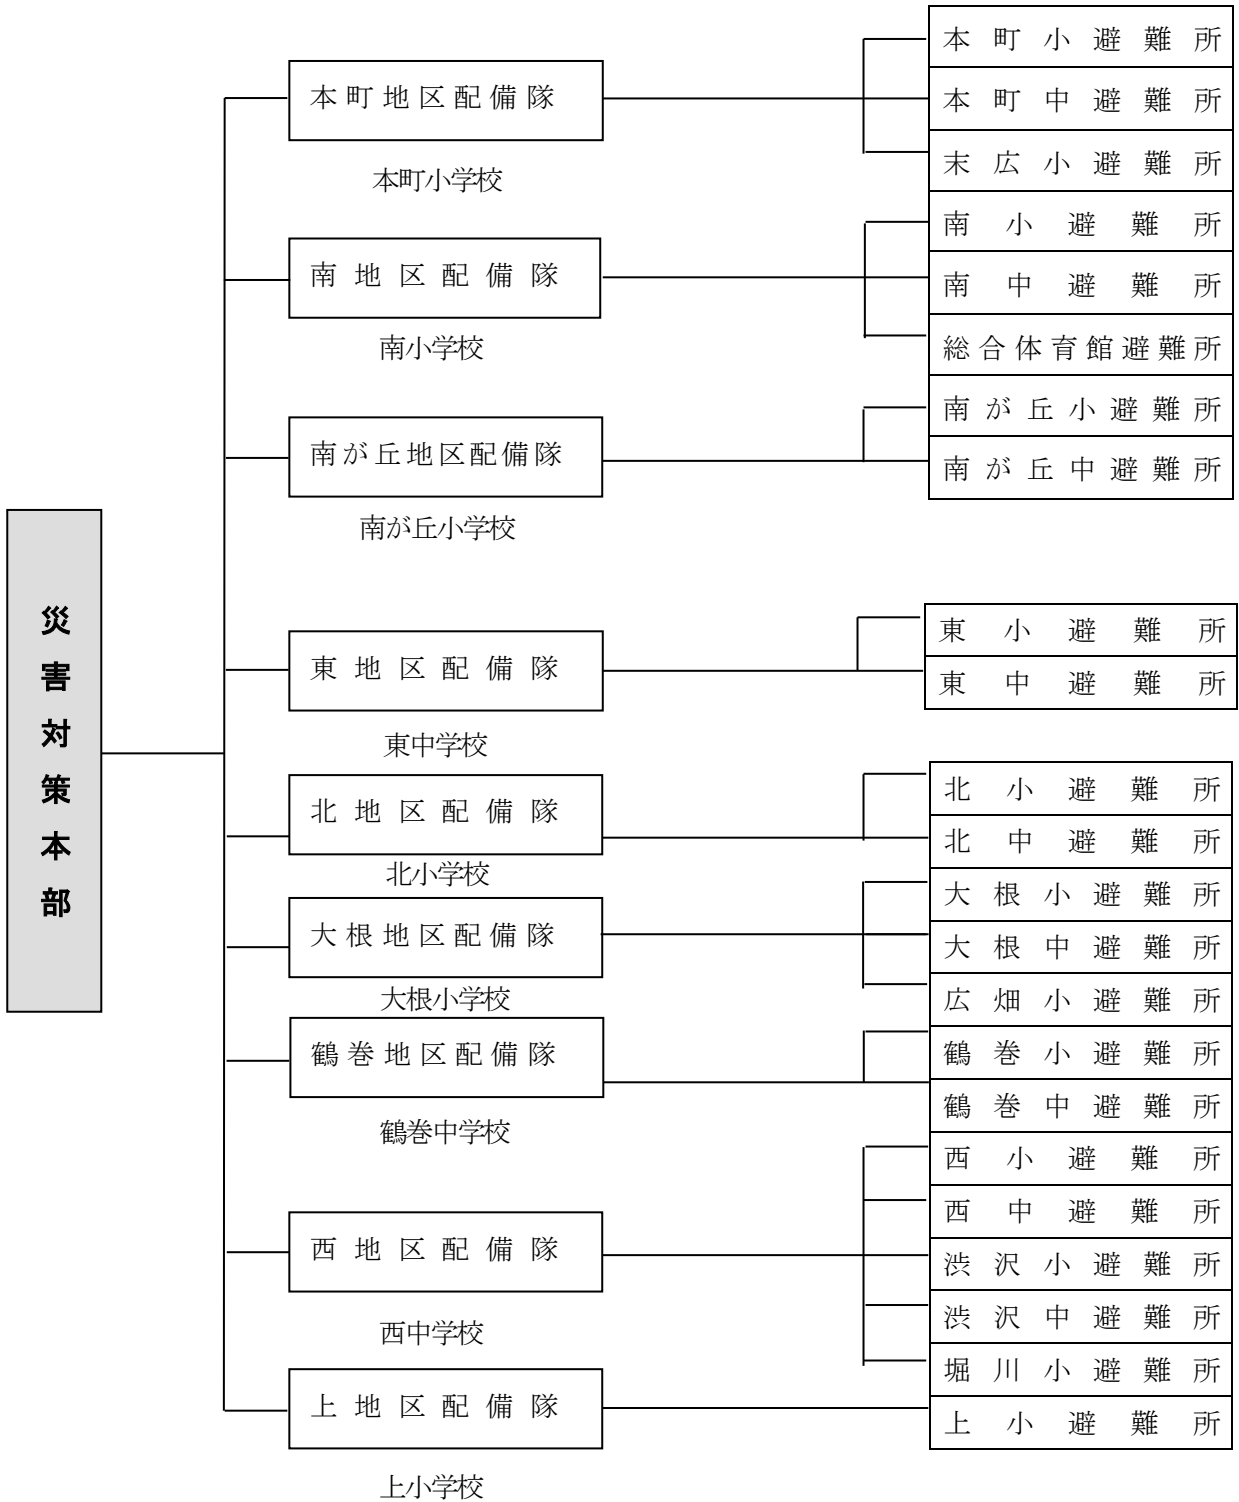 災害対策本部
本町地区配備隊
本町小学校
本町小避難所
本町中避難所
末広小避難所
南地区配備隊
南小学校
南小避難所
南中避難所
総合体育館避難所
南が丘地区配備隊
南が丘小学校
南が丘小避難所
南が丘中避難所
東地区配備隊
東中学校
東小避難所
東中避難所
北地区配備隊
北小学校
北小避難所
北中避難所
大根地区配備隊
大根小学校
大根小避難所
大根中避難所
広畑小避難所
鶴巻地区配備隊
鶴巻中学校
鶴巻小避難所
鶴巻中避難所
西地区配備隊
西中学校
西小避難所
西中避難所
渋沢小避難所
渋沢中避難所
堀川小避難所
上地区配備隊
上小学校
上小避難所